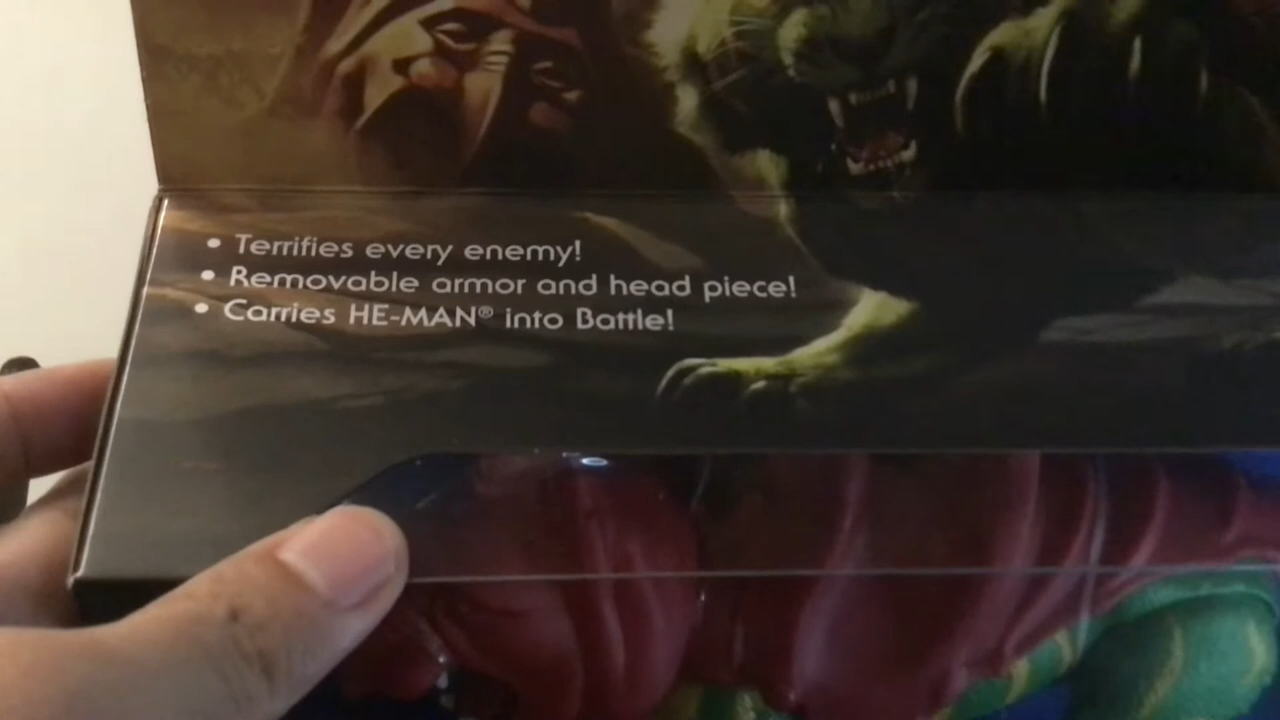 • Terrifies every enemy!
• Removable armor and head piece!
• Carries HE-MAN® into Battle!